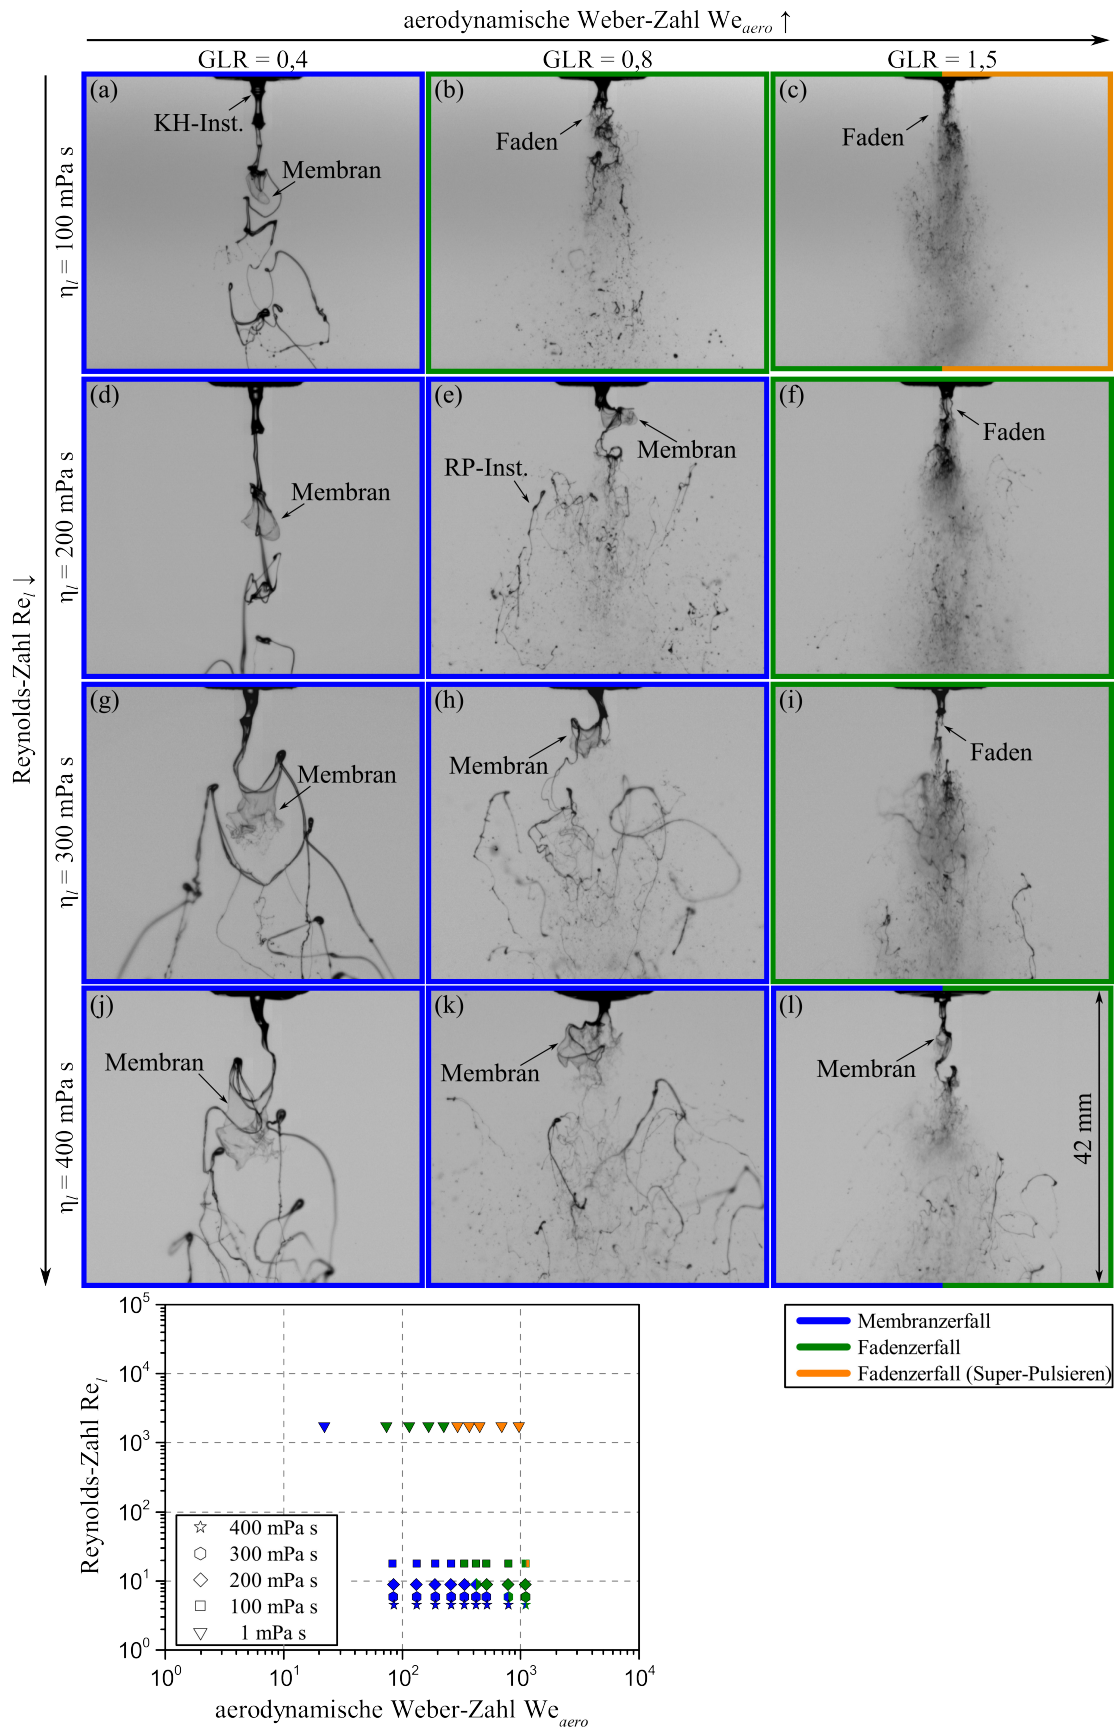 aerodynamische Weber-Zahl We_aero ↑
GLR = 0,4
GLR = 0,8
GLR = 1,5
Reynolds-Zahl Re_l ↓
η_l = 100 mPa s
(a)
KH-Inst.
Membran
(b)
Faden
(c)
Faden
η_l = 200 mPa s
(d)
Membran
(e)
Membran
RP-Inst.
(f)
Faden
η_l = 300 mPa s
(g)
Membran
(h)
Membran
(i)
Faden
η_l = 400 mPa s
(j)
Membran
(k)
Membran
(l)
Membran
42 mm
Membranzerfall
Fadenzerfall
Fadenzerfall (Super-Pulsieren)
Reynolds-Zahl Re_l
10^5
10^4
10^3
10^2
10^1
10^0
400 mPa s
300 mPa s
200 mPa s
100 mPa s
1 mPa s
10^0
10^1
10^2
10^3
10^4
aerodynamische Weber-Zahl We_aero